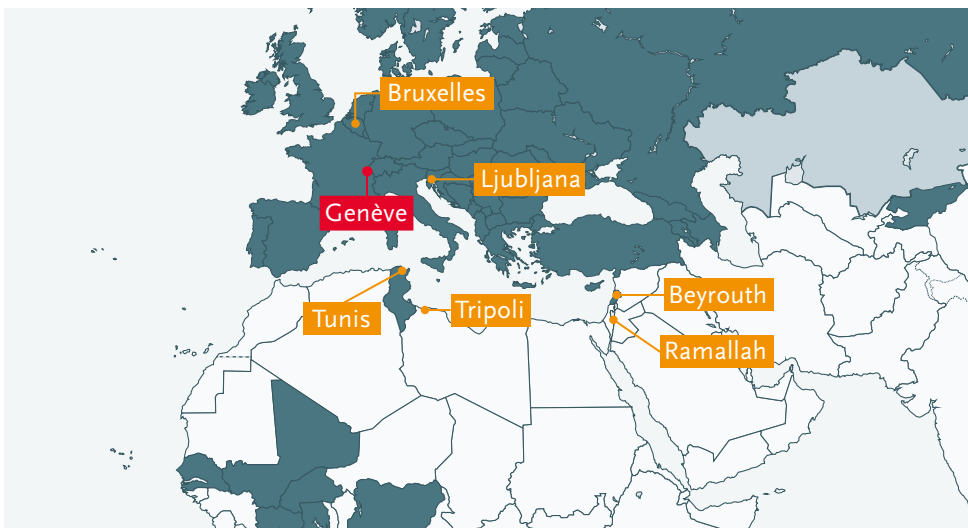 Bruxelles
Ljubljana
Genève
Beyrouth
Tripoli
Tunis
Ramallah